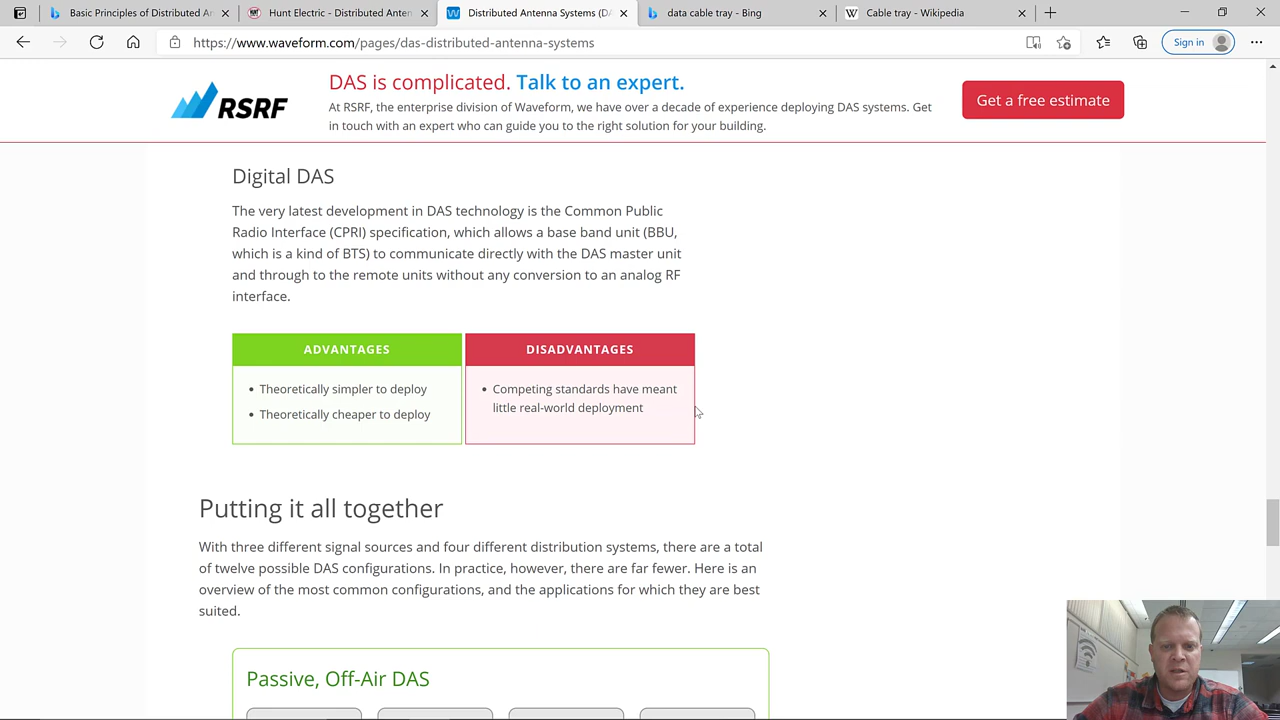 Basic Principles of Distributed A
Hunt Electric - Distributed Anten
Distributed Antenna Systems (DA
data cable tray - Bing
Cable tray - Wikipedia
https://www.waveform.com/pages/das-distributed-antenna-systems
Sign in
RSRF
DAS is complicated. Talk to an expert.
At RSRF, the enterprise division of Waveform, we have over a decade of experience deploying DAS systems. Get
in touch with an expert who can guide you to the right solution for your building.
Get a free estimate
Digital DAS
The very latest development in DAS technology is the Common Public
Radio Interface (CPRI) specification, which allows a base band unit (BBU,
which is a kind of BTS) to communicate directly with the DAS master unit
and through to the remote units without any conversion to an analog RF
interface.
ADVANTAGES
• Theoretically simpler to deploy
• Theoretically cheaper to deploy
DISADVANTAGES
• Competing standards have meant
little real-world deployment
Putting it all together
With three different signal sources and four different distribution systems, there are a total
of twelve possible DAS configurations. In practice, however, there are far fewer. Here is an
overview of the most common configurations, and the applications for which they are best
suited.
Passive, Off-Air DAS